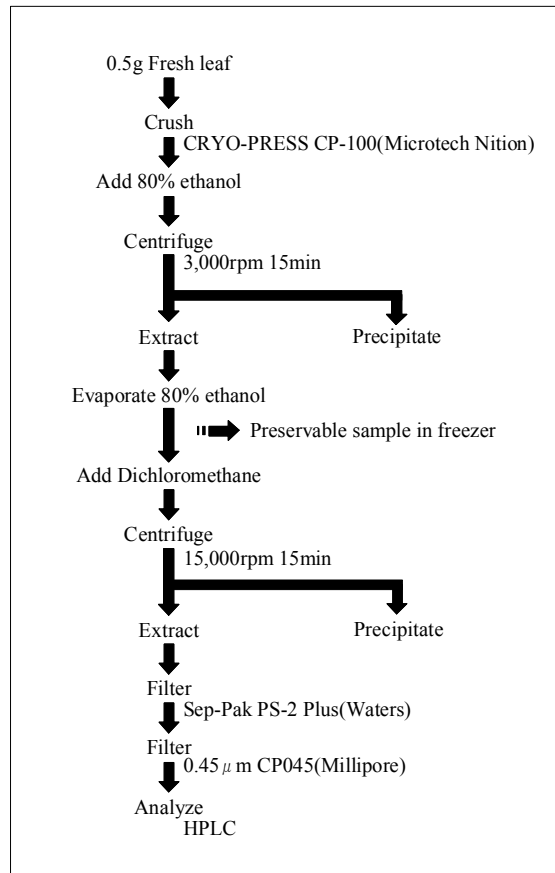 0.5g Fresh leaf
Crush
CRYO-PRESS CP-100(Microtech Nition)
Add 80% ethanol
Centrifuge
3,000rpm 15min
Extract
Precipitate
Evaporate 80% ethanol
Preservable sample in freezer
Add Dichloromethane
Centrifuge
15,000rpm 15min
Extract
Precipitate
Filter
Sep-Pak PS-2 Plus(Waters)
Filter
0.45μm CP045(Millipore)
Analyze
HPLC